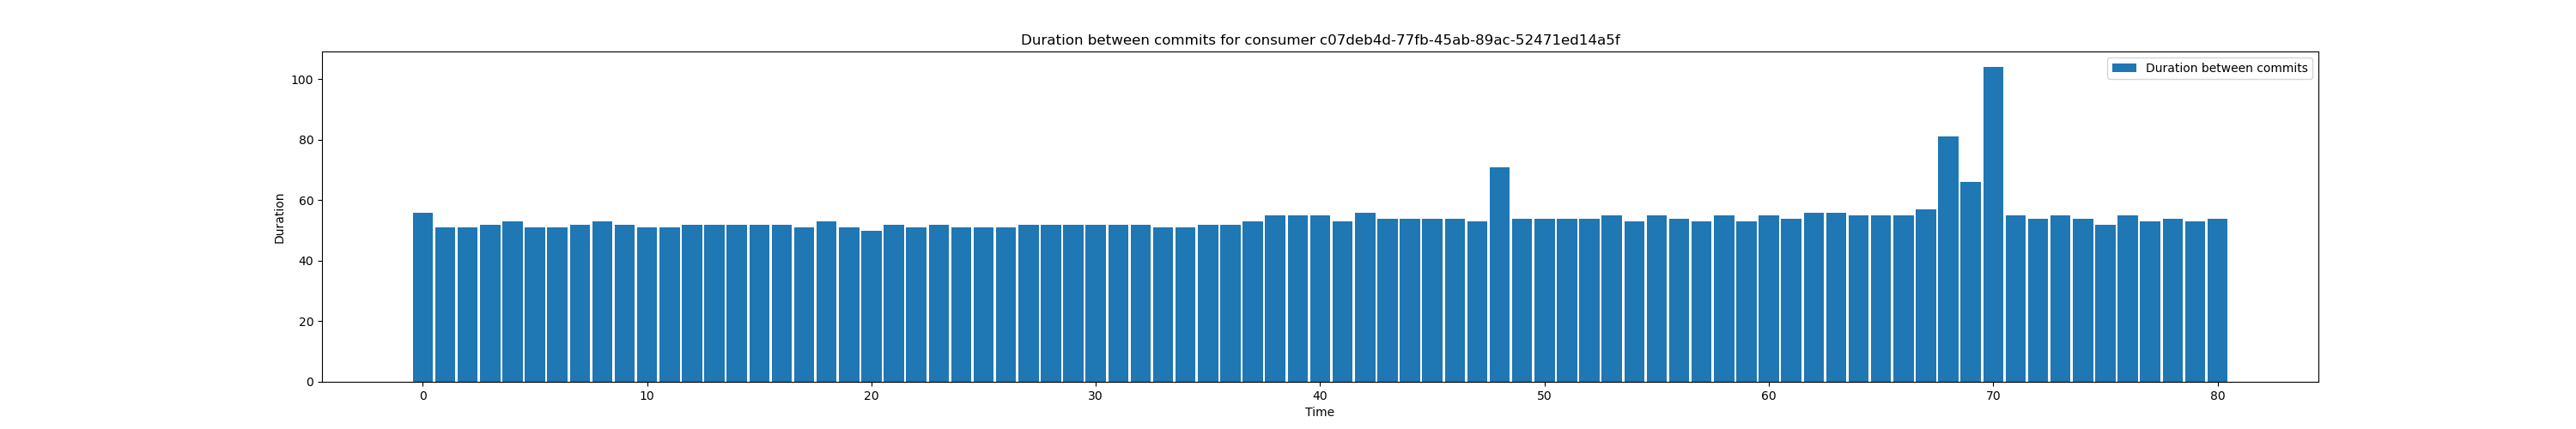 Duration between commits for consumer c07deb4d-77fb-45ab-89ac-52471ed14a5f
Duration between commits
100
80
60
40
20
0
Duration
0 10 20 30 40 50 60 70 80
Time